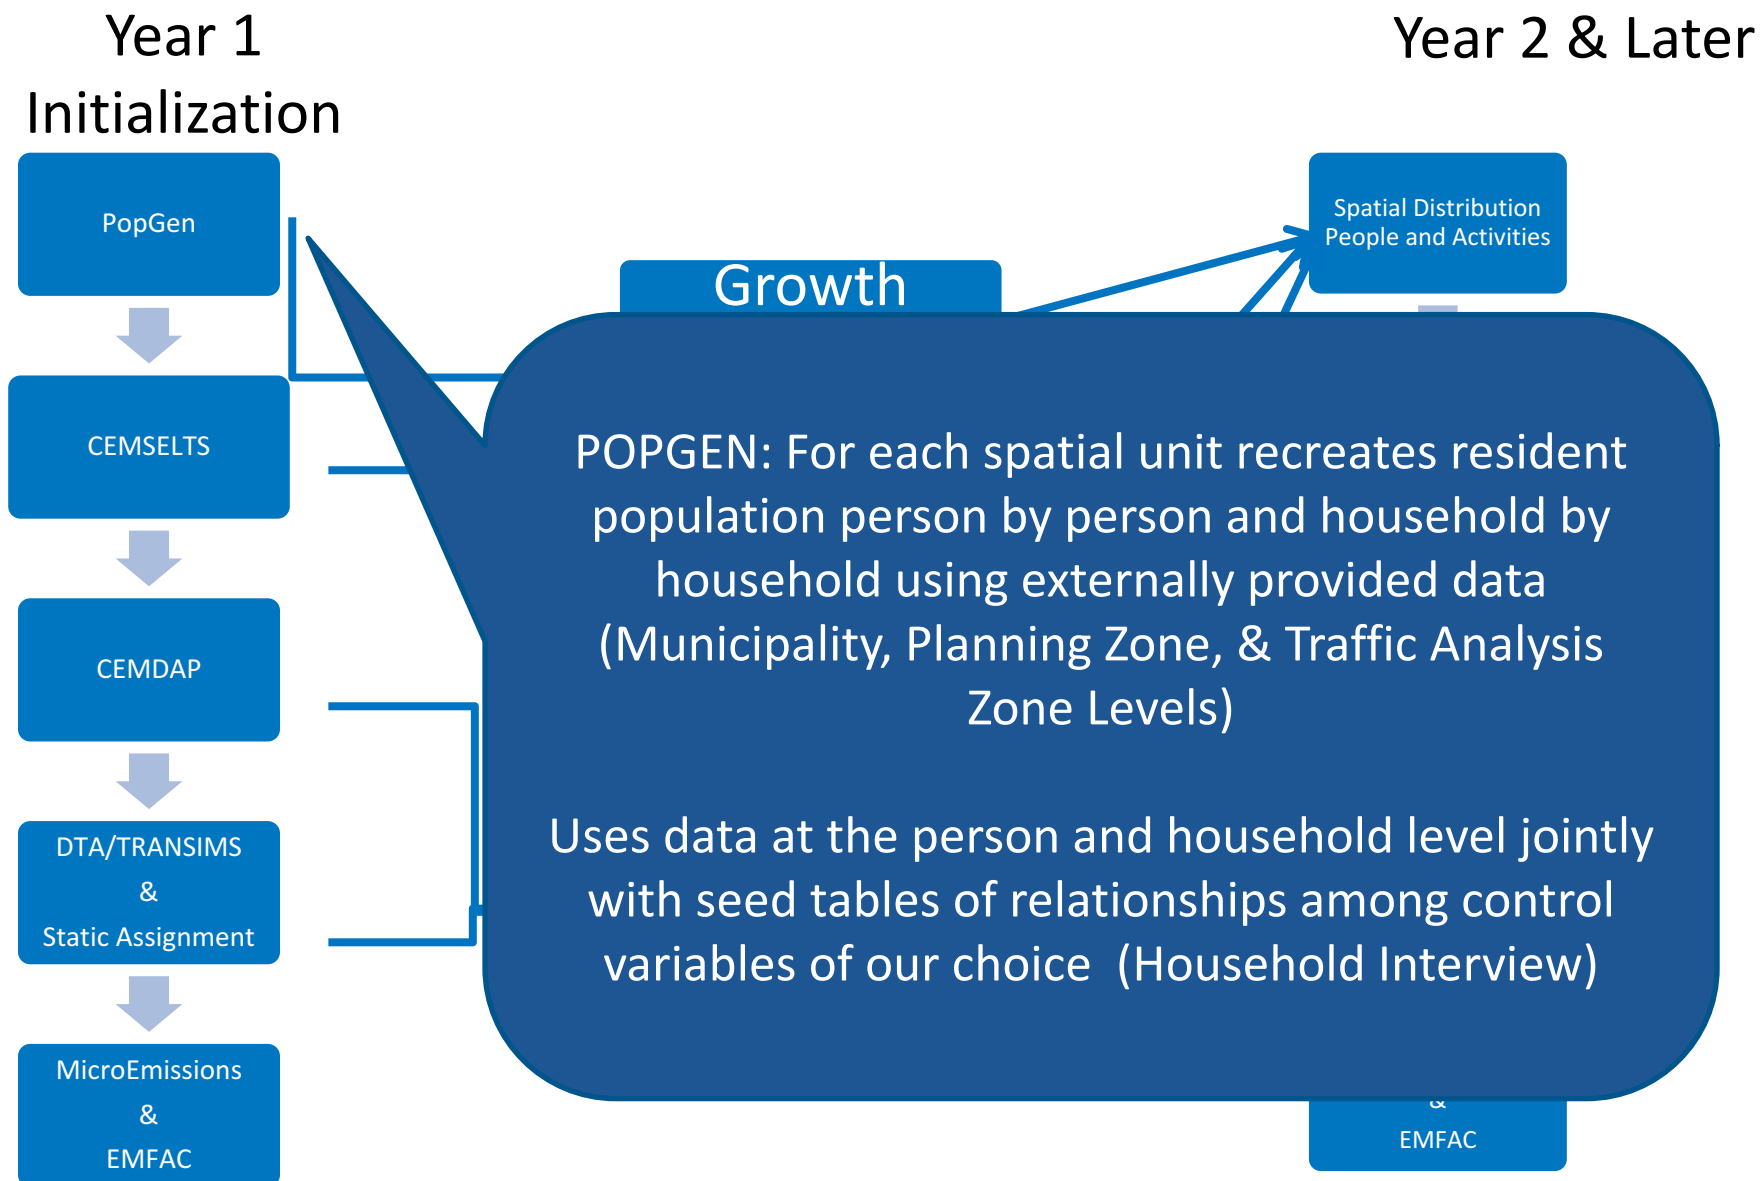 Year 1
Initialization
Year 2 & Later
PopGen
CEMSELTS
CEMDAP
DTA/TRANSIMS
&
Static Assignment
MicroEmissions
&
EMFAC
Growth
POPGEN: For each spatial unit recreates resident
population person by person and household by
household using externally provided data
(Municipality, Planning Zone, & Traffic Analysis
Zone Levels)
Uses data at the person and household level jointly
with seed tables of relationships among control
variables of our choice (Household Interview)
Spatial Distribution
People and Activities
&
EMFAC